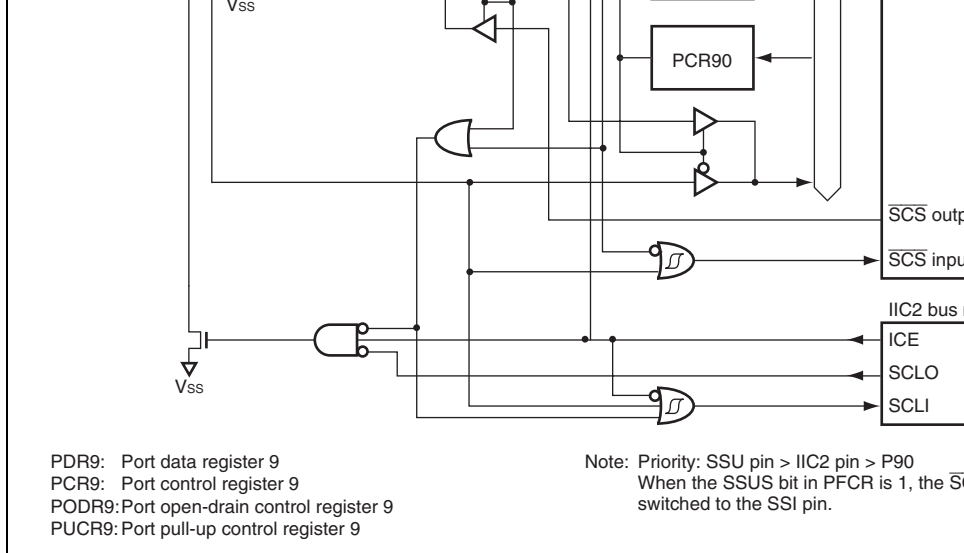 Vss
PCR90
SCS
SCS
IIC2 bus
ICE
SCLO
SCLI
Vss
PDR9: Port data register 9
PCR9: Port control register 9
PODR9: Port open-drain control register 9
PUCR9: Port pull-up control register 9
Note: Priority: SSU pin > IIC2 pin > P90
When the SSUS bit in PFCR is 1, the
switched to the SSI pin.